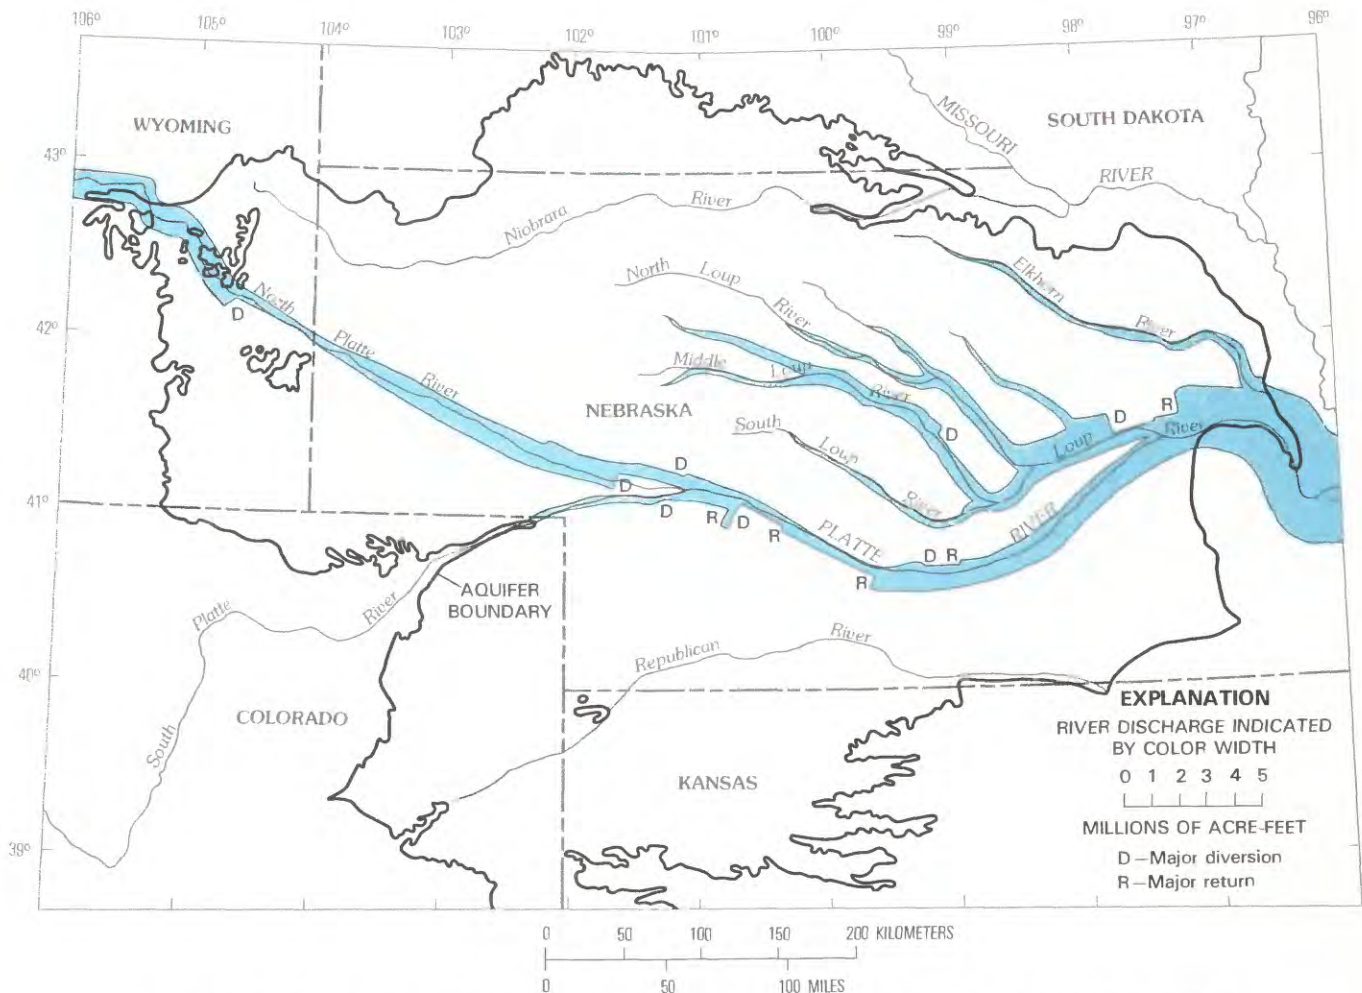 106° 105° 104° 103° 102° 101° 100° 99° 98° 97° 96°
WYOMING
SOUTH DAKOTA
MISSOURI
RIVER
43°
Niobrara
River
Elkhorn
River
North
Loup
River
42°
D
North
Platte
River
Middle
Loup
River
NEBRASKA
D
D
R
South
Loup
River
Loup
River
D
D
41°
D
R
D
R
PLATTE
RIVER
D
R
R
AQUIFER
BOUNDARY
Platte
River
South
40°
Republican
River
COLORADO
KANSAS
39°
EXPLANATION
RIVER DISCHARGE INDICATED
BY COLOR WIDTH
0 1 2 3 4 5
MILLIONS OF ACRE-FEET
D—Major diversion
R—Major return
0 50 100 150 200 KILOMETERS
0 50 100 MILES